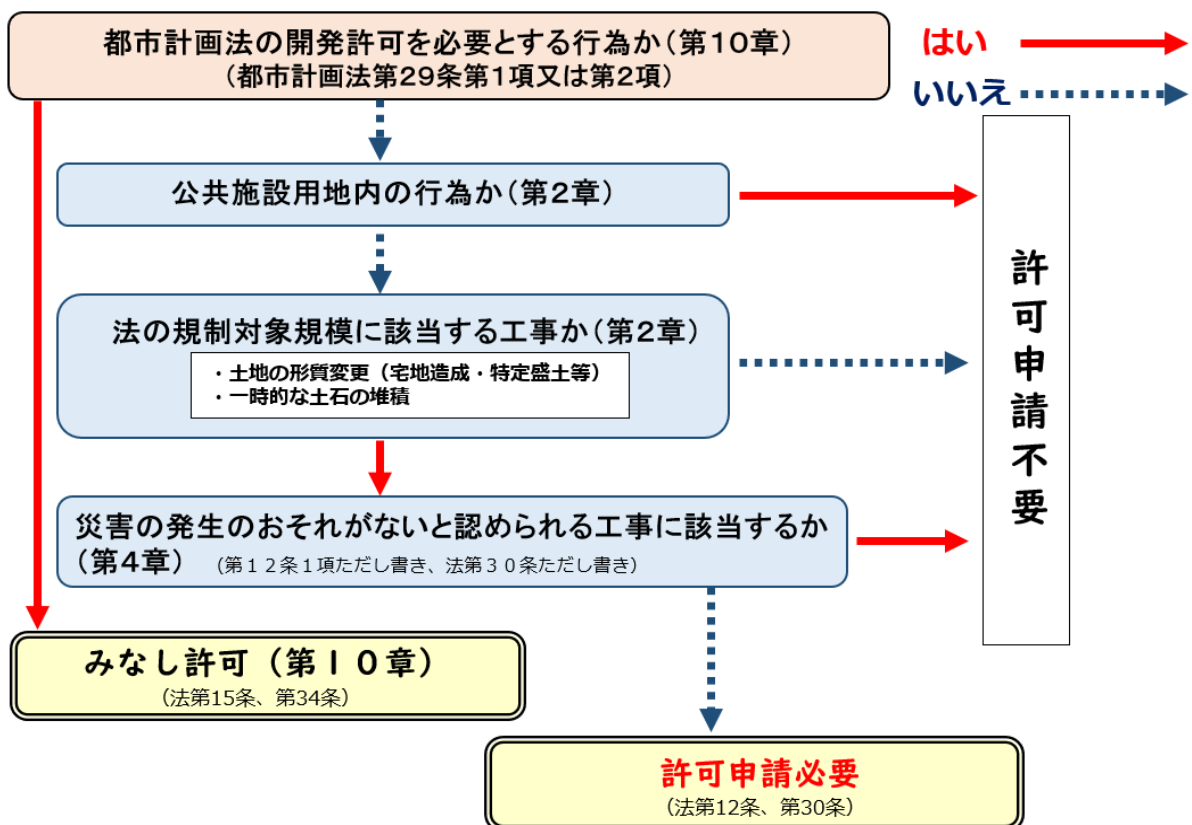 都市計画法の開発許可を必要とする行為か（第10章）
（都市計画法第29条第1項又は第2項）
はい
いいえ
公共施設用地内の行為か（第2章）
法の規制対象規模に該当する工事か（第2章）
・土地の形質変更（宅地造成・特定盛土等）
・一時的な土石の堆積
災害の発生のおそれがないと認められる工事に該当するか
（第4章）（第１２条１項ただし書き、法第３０条ただし書き）
許可申請不要
みなし許可（第１０章）
（法第15条、第34条）
許可申請必要
（法第12条、第30条）